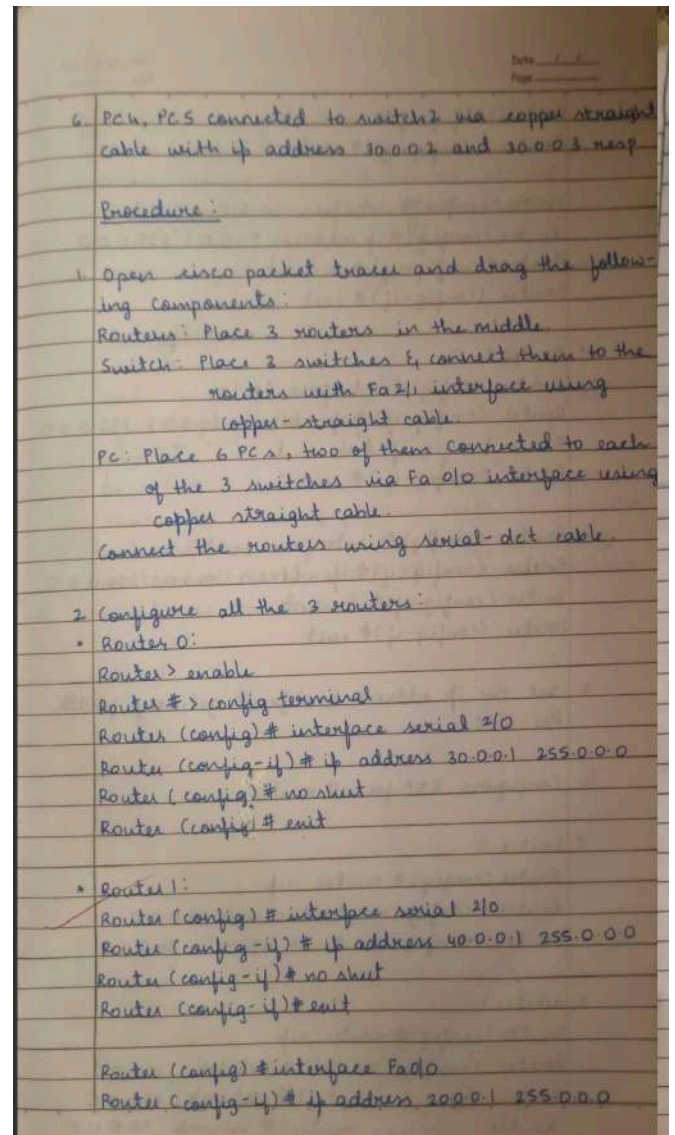 Date / /
Page
6. PC4, PC5 connected to switch2 via copper straight
cable with ip address 30.0.0.2 and 30.0.0.3 resp
Procedure:
1. Open cisco packet tracer and drag the follow-
ing components:
Routers: Place 3 routers in the middle.
Switch: Place 3 switches & connect them to the
routers with Fa2/1 interface using
copper-straight cable.
PC: Place 6 PCs, two of them connected to each
of the 3 switches via Fa 0/0 interface using
copper straight cable.
Connect the routers using serial-dct cable.
2 Configure all the 3 routers:
• Router 0:
Router > enable
Router #> config terminal
Router (config) # interface serial 2/0
Router (config-if) # ip address 30.0.0.1 255.0.0.0
Router (config) # no shut
Router (config) # exit
• Router 1:
Router (config) # interface serial 2/0
Router (config-if) # ip address 40.0.0.1 255.0.0.0
Router (config-if) # no shut
Router (config-if) # exit
Router (config) # interface Fa0/0
Router (config-if) # ip address 20.0.0.1 255.0.0.0